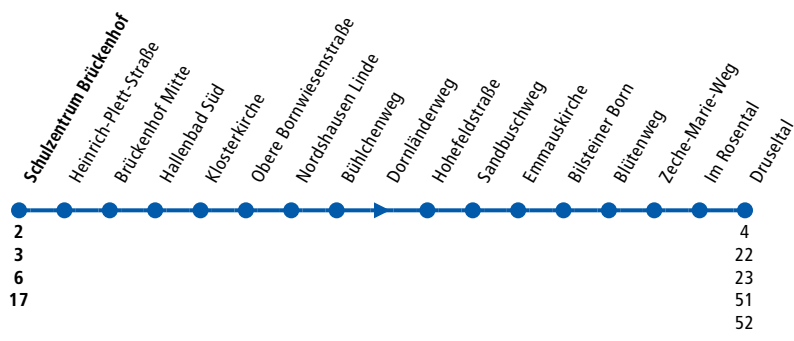 Schulzentrum Brückenhof
Heinrich-Plett-Straße
Brückenhof Mitte
Hallenbad Süd
Klosterkirche
Obere Bornwiesenstraße
Nordshausen Linde
Bühlchenweg
Dornländerweg
Hohefeldstraße
Sandbuschweg
Emmauskirche
Bilsteiner Born
Blütenweg
Zeche-Marie-Weg
Im Rosental
Druseltal
2
3
6
17
4
22
23
51
52